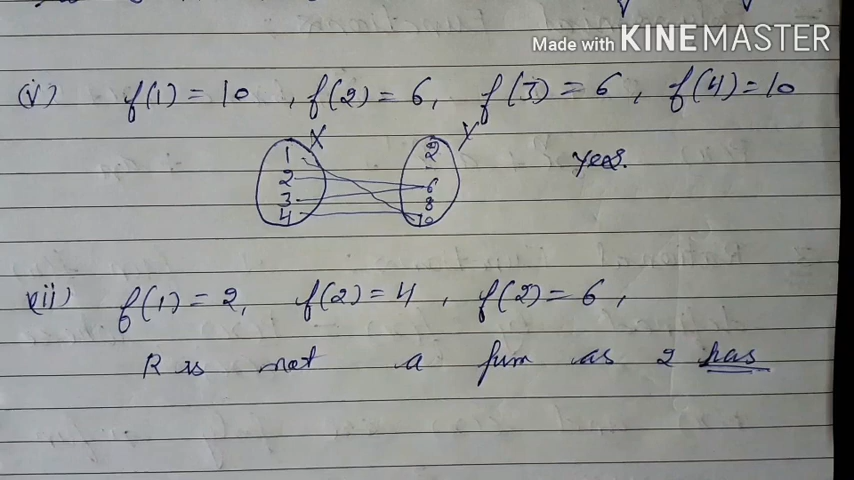 Made with KINEMASTER
(i) f(1) = 10 , f(2) = 6, f(3) = 6, f(4) = 10
X Y
1 2
2 6
3 8
4 10
yes.
(ii) f(1) = 2, f(2) = 4, f(2) = 6,
R is not a fun as 2 has